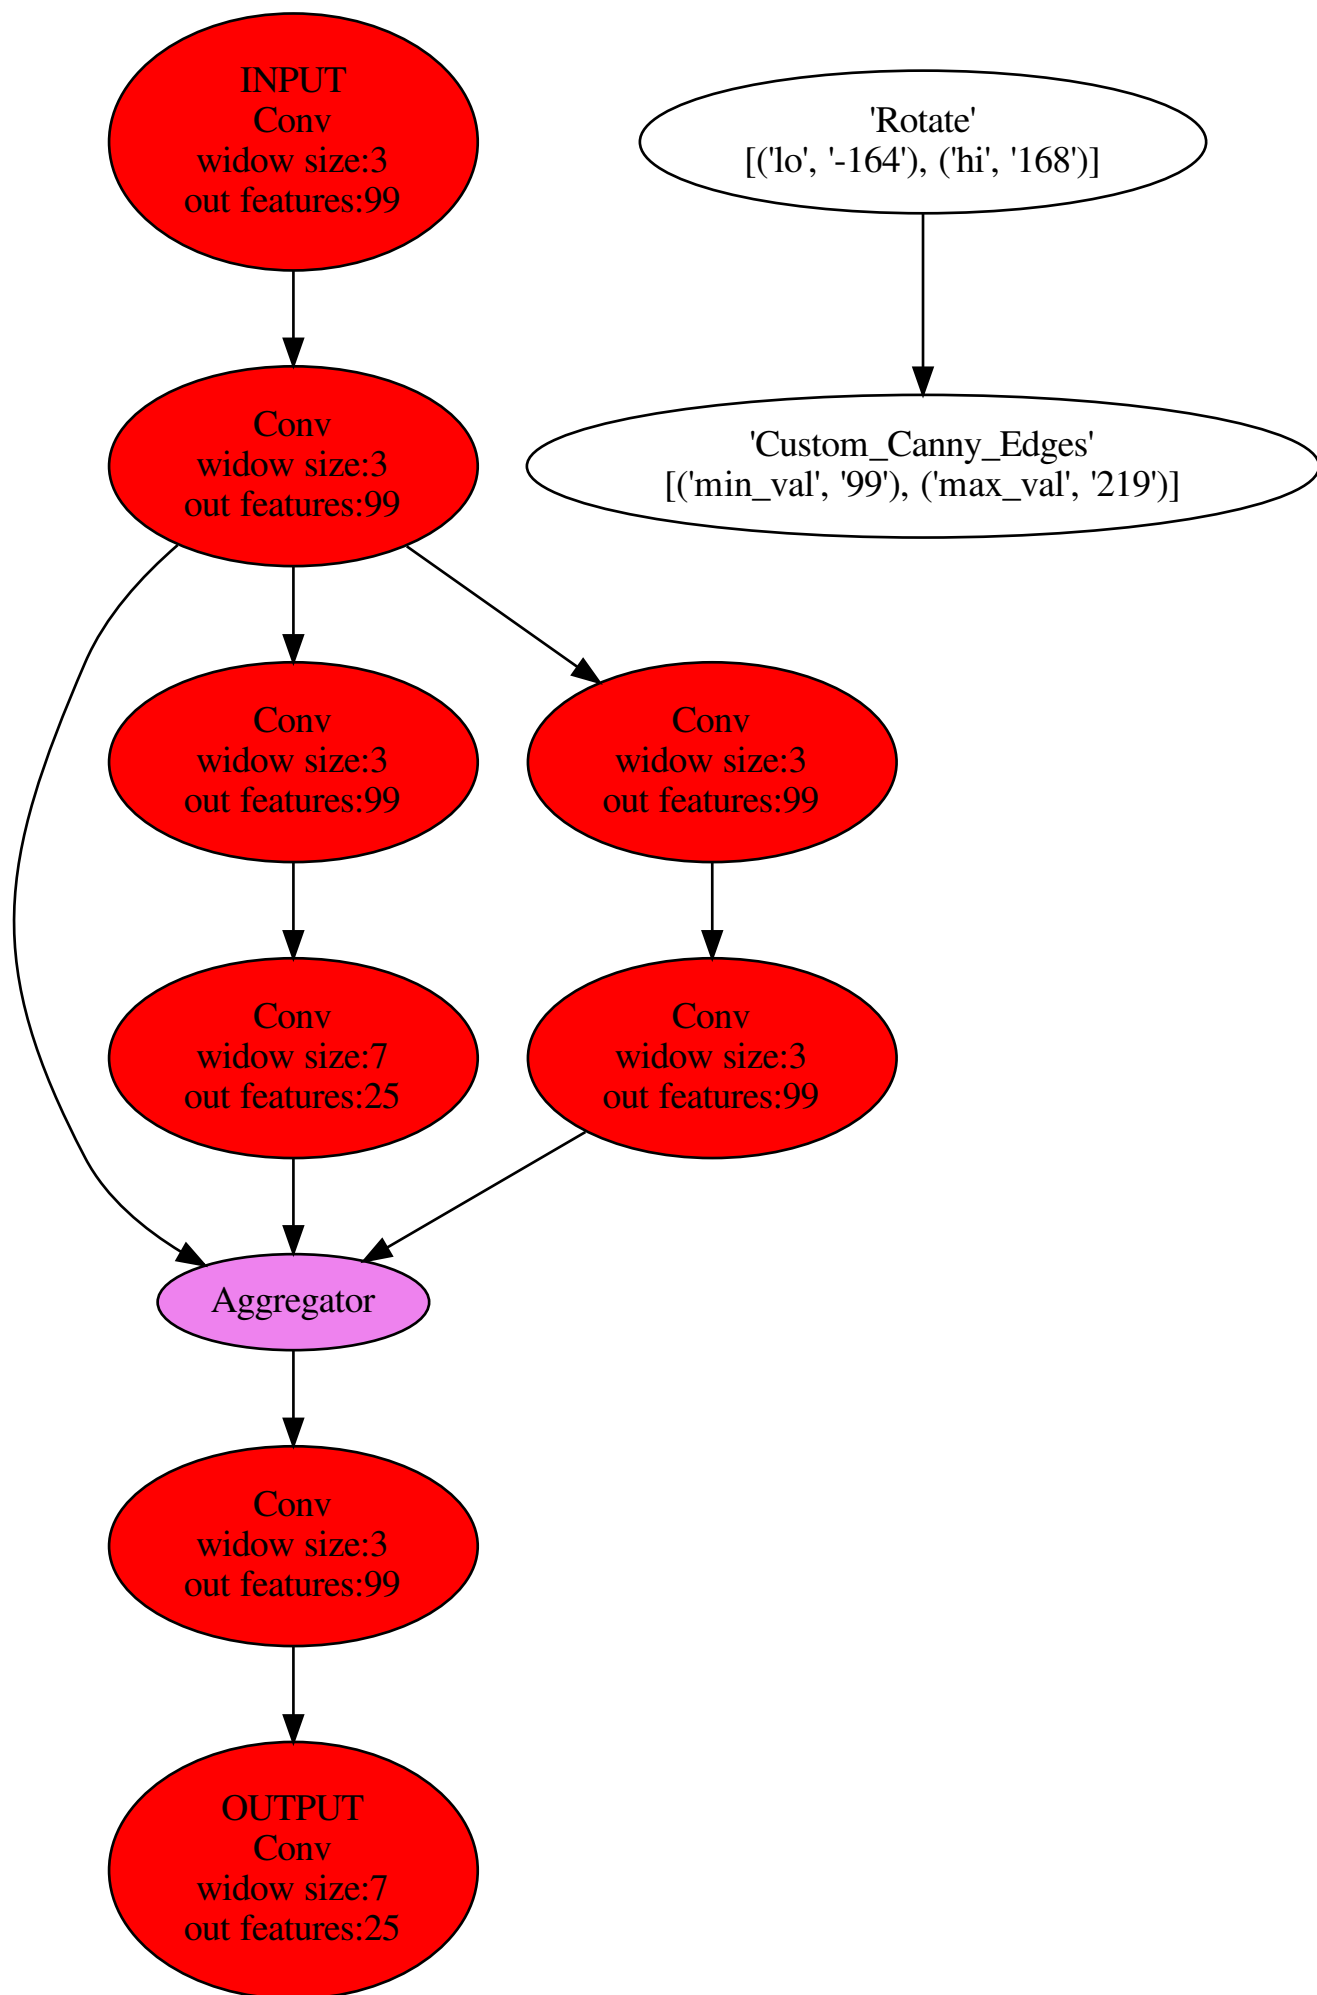 INPUT
Conv
widow size:3
out features:99
'Rotate'
[('lo', '-164'), ('hi', '168')]
Conv
widow size:3
out features:99
'Custom_Canny_Edges'
[('min_val', '99'), ('max_val', '219')]
Conv
widow size:3
out features:99
Conv
widow size:3
out features:99
Conv
widow size:7
out features:25
Conv
widow size:3
out features:99
Aggregator
Conv
widow size:3
out features:99
OUTPUT
Conv
widow size:7
out features:25